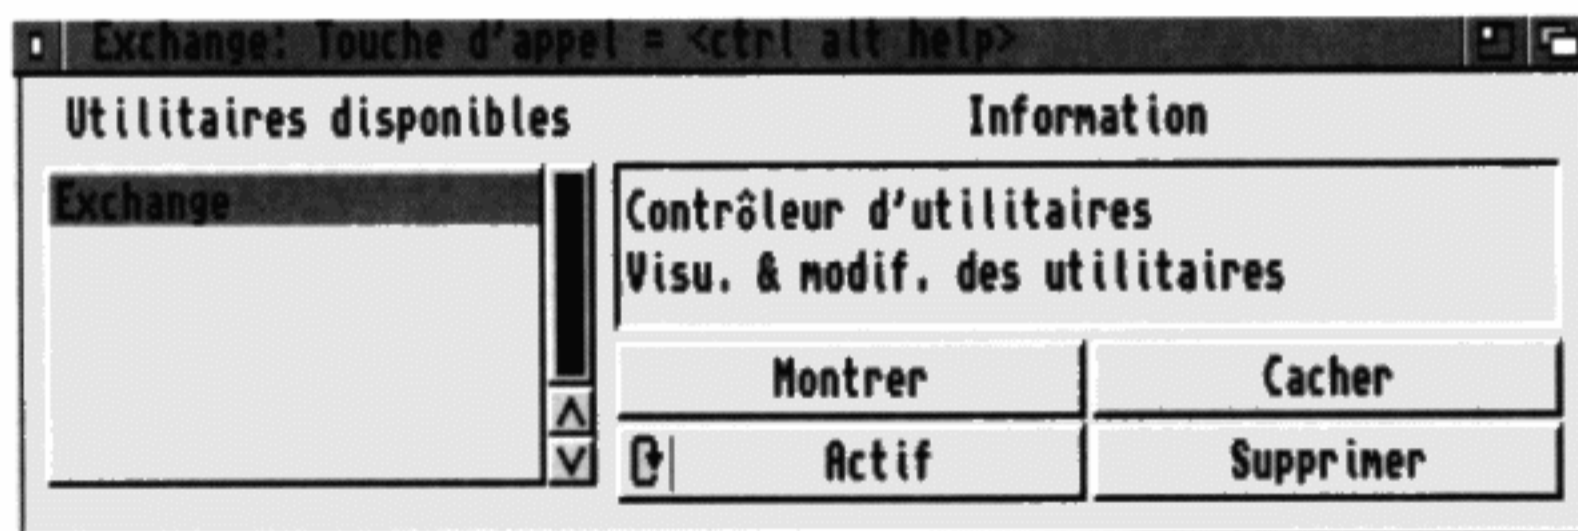 Exchange: Touche d'appel = <ctrl alt help>
Utilitaires disponibles
Exchange
Information
Contrôleur d'utilitaires
Visu. & modif. des utilitaires
Montrer
Cacher
Actif
Supprimer